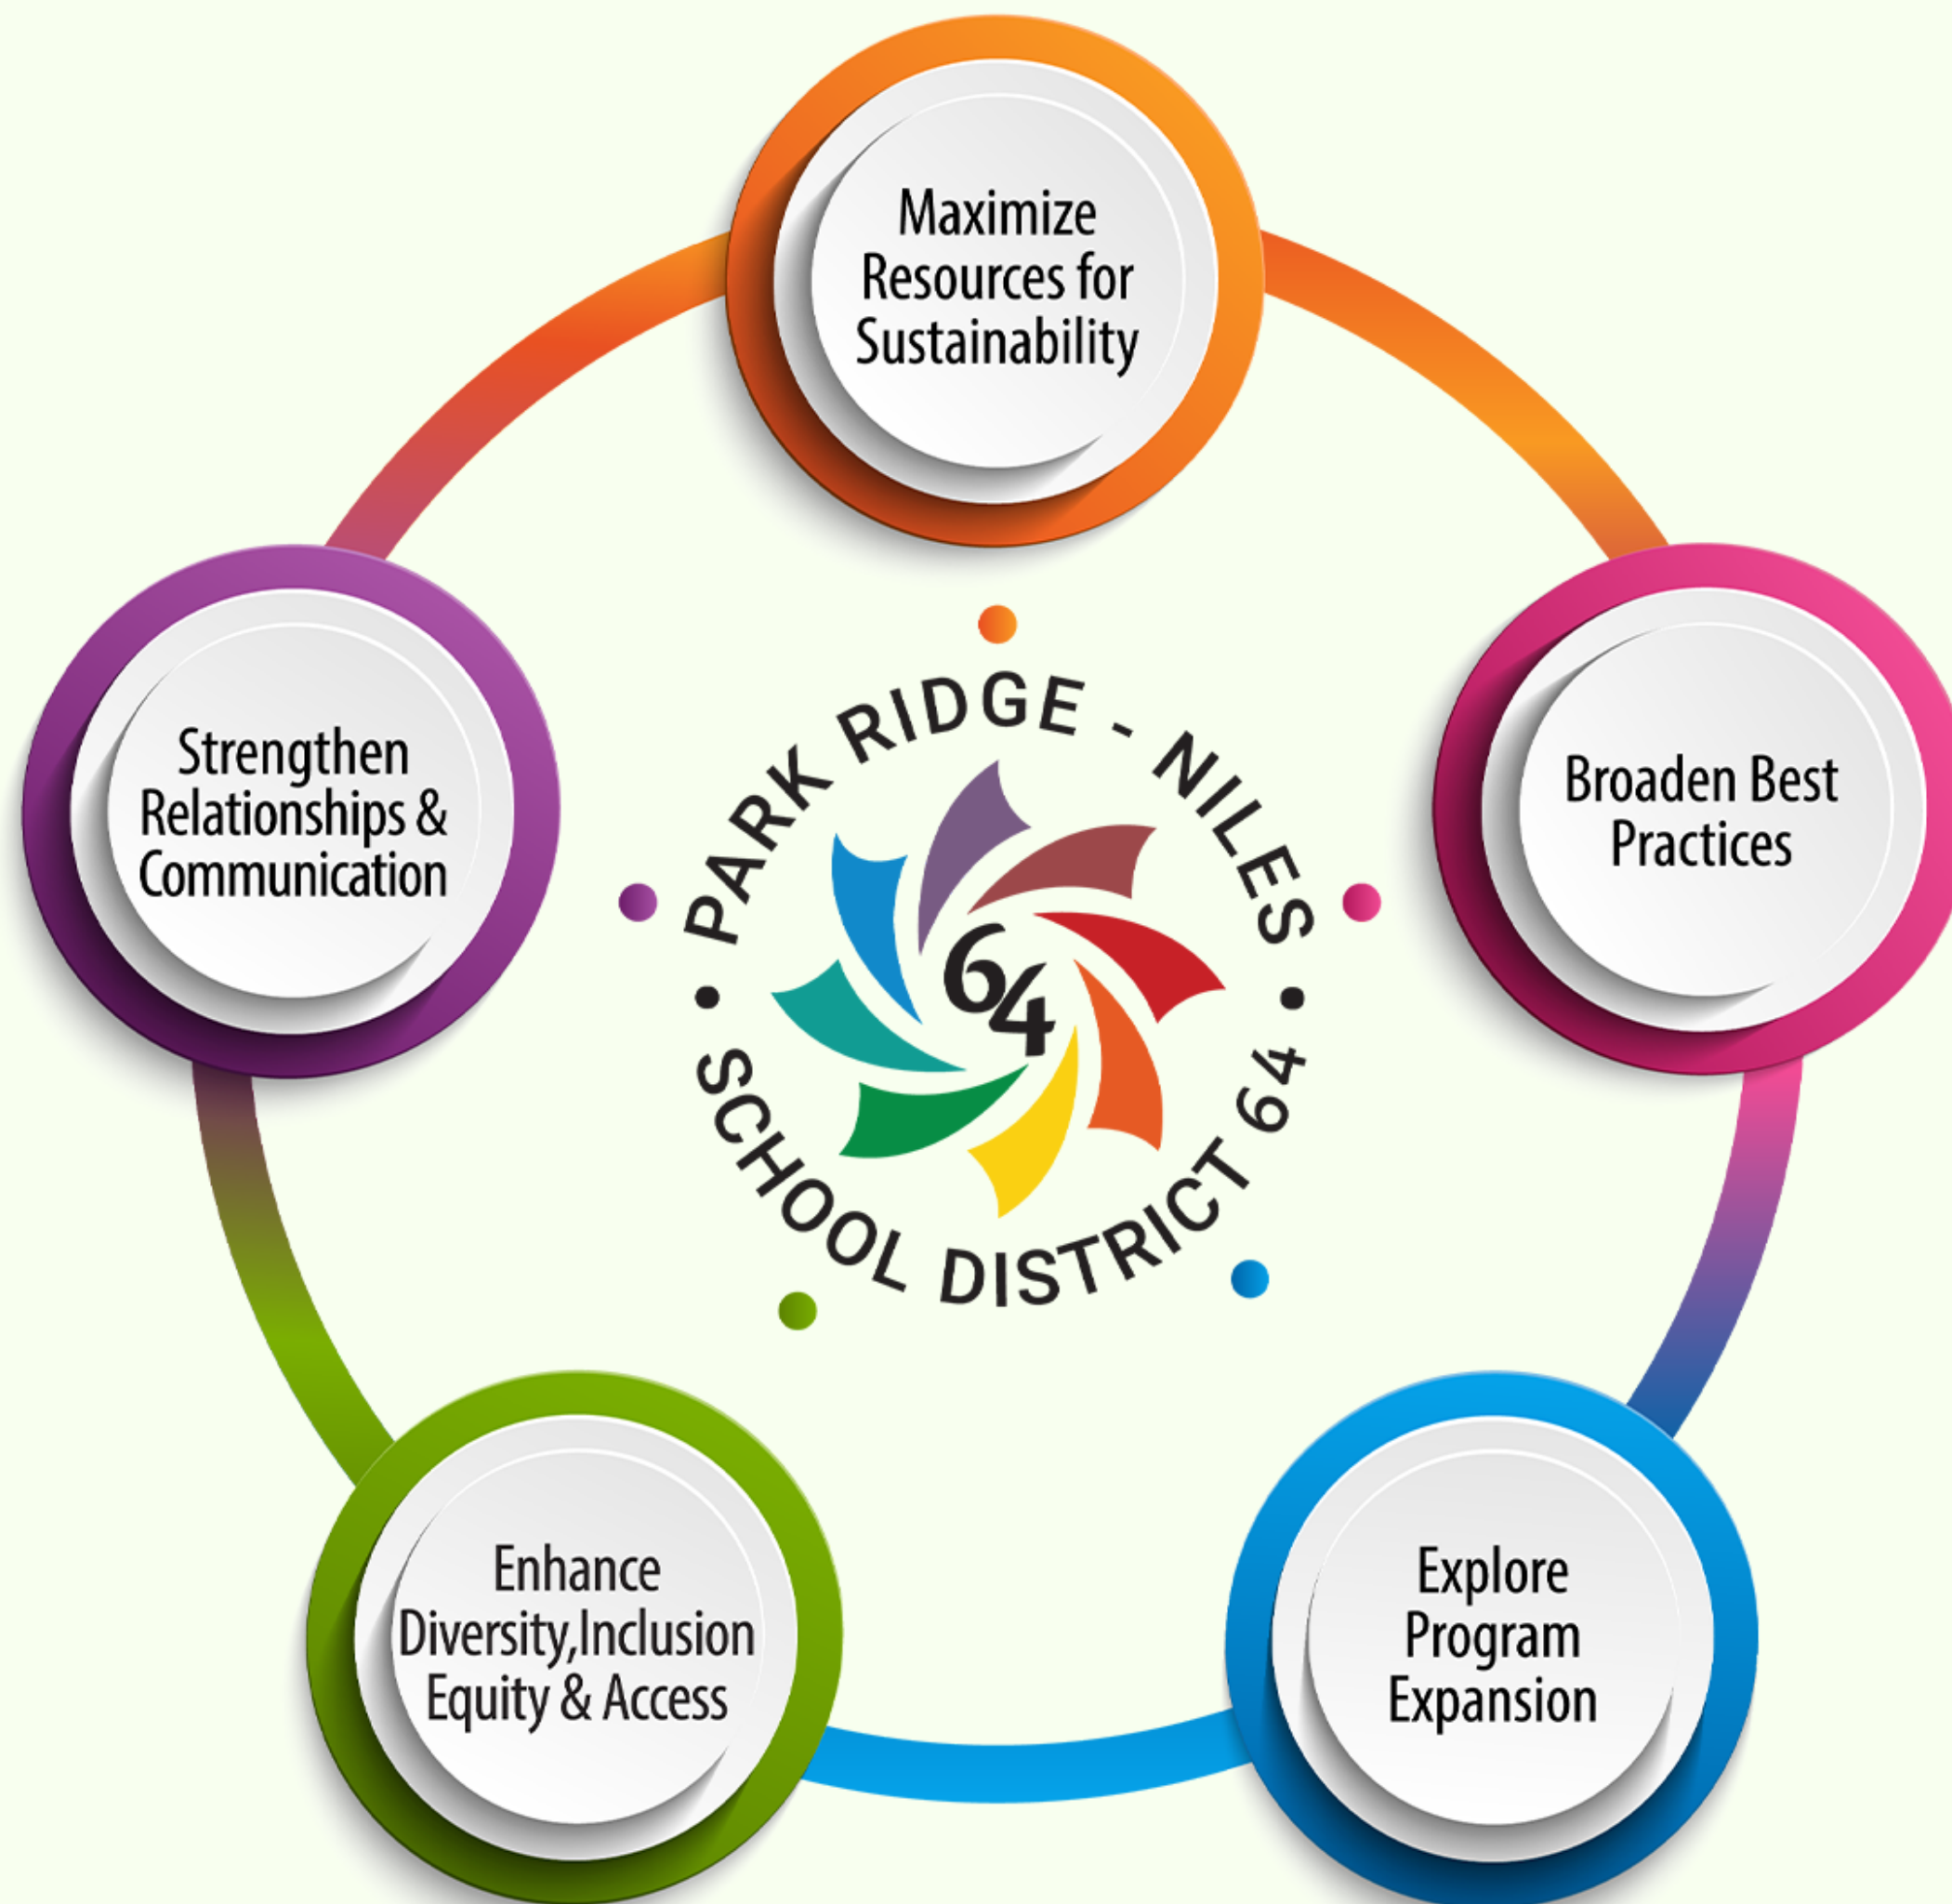 Maximize
Resources for
Sustainability
Strengthen
Relationships &
Communication
Broaden Best
Practices
PARK RIDGE - NILES
64
• SCHOOL DISTRICT 64 •
Enhance
Diversity,Inclusion
Equity & Access
Explore
Program
Expansion